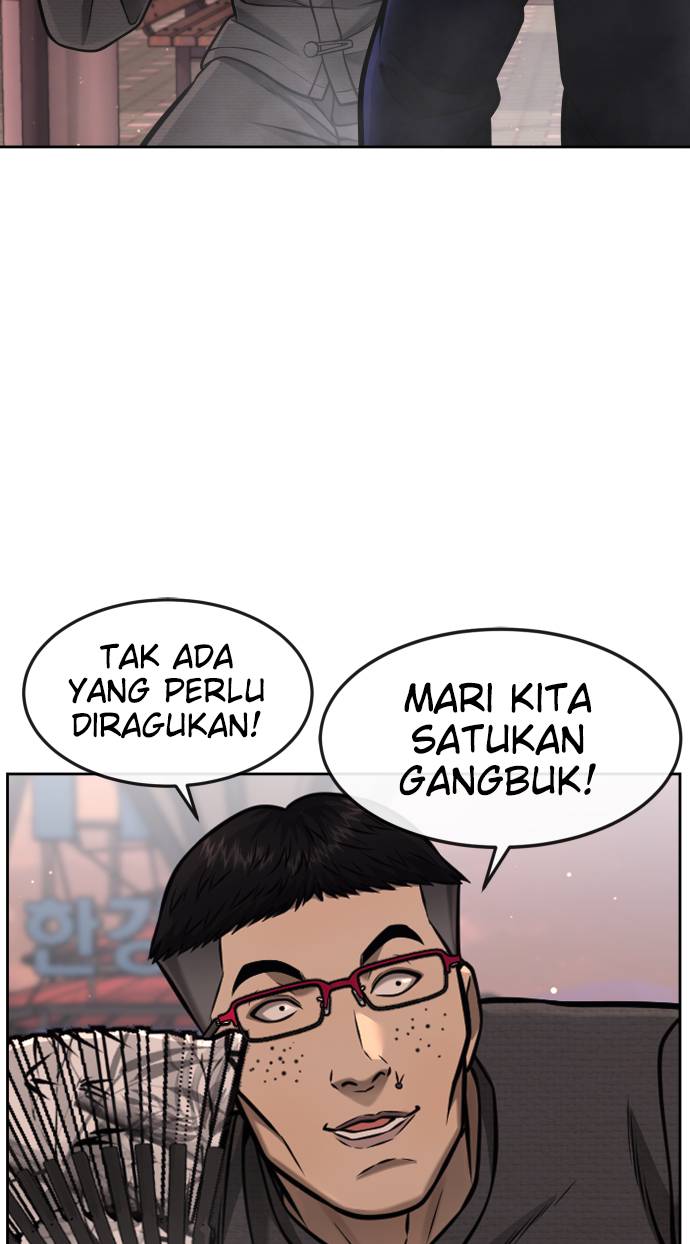 TAK ADA
YANG PERLU
DIRAGUKAN!
MARI KITA
SATUKAN
GANGBUK!
한강